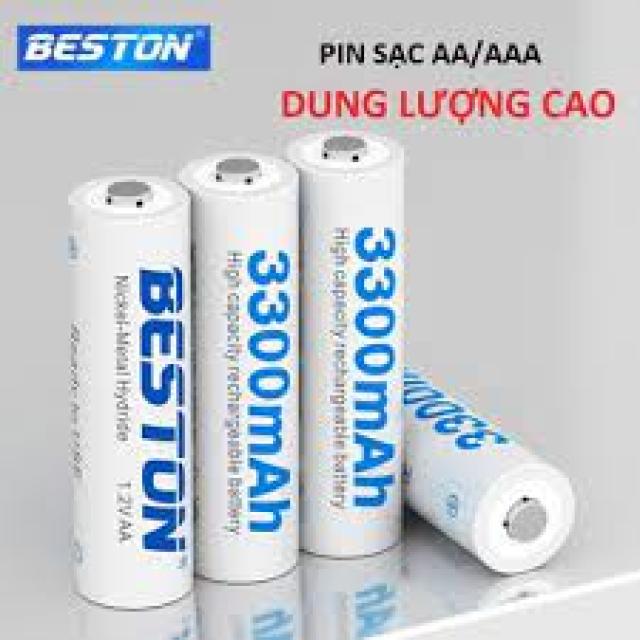 BESTON®
PIN SẠC AA/AAA
DUNG LƯỢNG CAO
BESTON®
Nickel-Metal Hydride 1.2V/AA
3300mAh
High capacity rechargeable battery
3300mAh
High capacity rechargeable battery
3300m